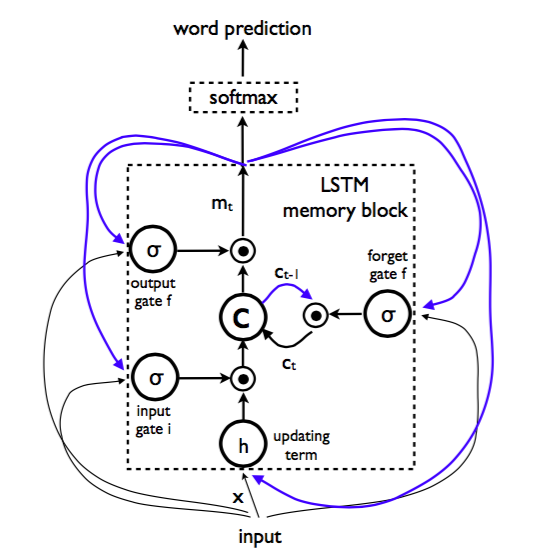 word prediction
softmax
LSTM
memory block
mt
σ
output
gate f
ct-1
forget
gate f
c
σ
ct
σ
input
gate i
h
updating
term
x
input